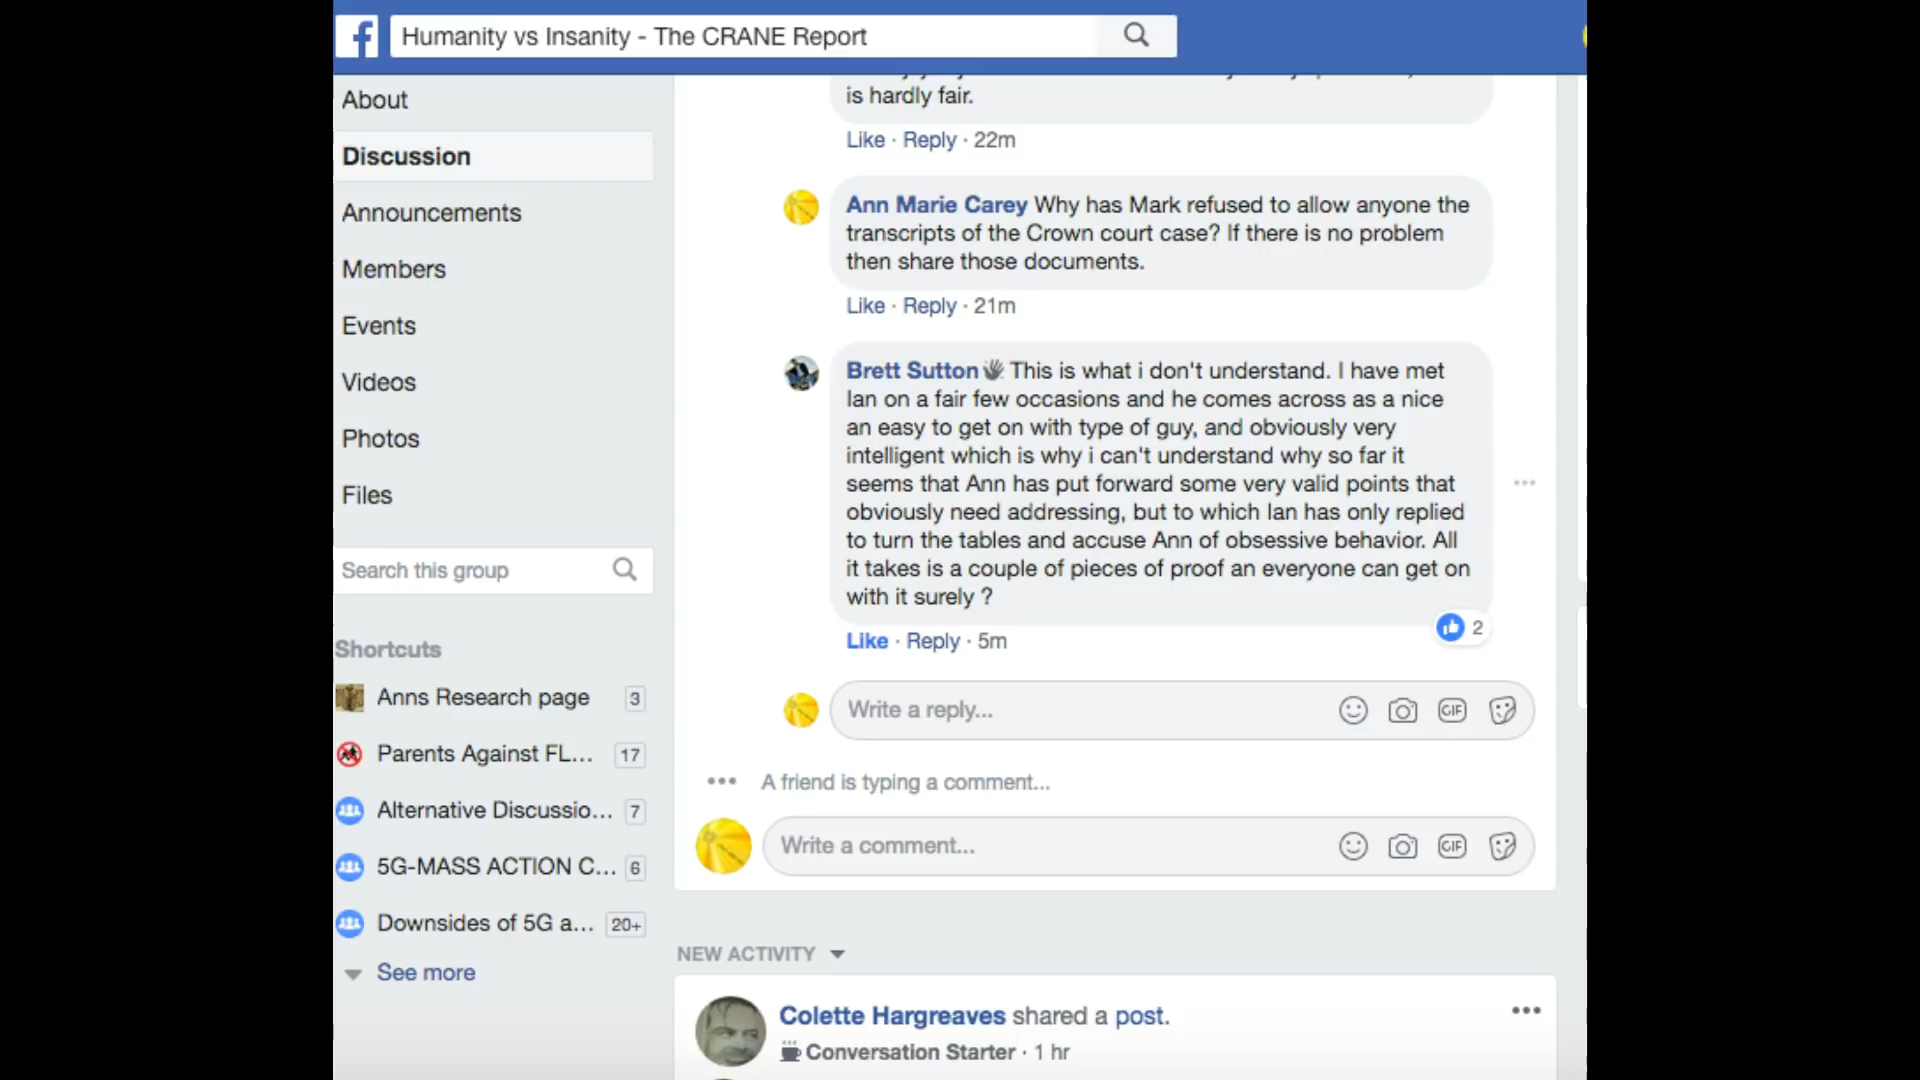 Humanity vs Insanity - The CRANE Report
About
Discussion
Announcements
Members
Events
Videos
Photos
Files
Search this group
Shortcuts
Anns Research page 3
Parents Against FL... 17
Alternative Discussio... 7
5G-MASS ACTION C... 6
Downsides of 5G a... 20+
See more
is hardly fair.
Like · Reply · 22m
Ann Marie Carey Why has Mark refused to allow anyone the
transcripts of the Crown court case? If there is no problem
then share those documents.
Like · Reply · 21m
Brett Sutton This is what i don't understand. I have met
Ian on a fair few occasions and he comes across as a nice
an easy to get on with type of guy, and obviously very
intelligent which is why i can't understand why so far it
seems that Ann has put forward some very valid points that
obviously need addressing, but to which Ian has only replied
to turn the tables and accuse Ann of obsessive behavior. All
it takes is a couple of pieces of proof an everyone can get on
with it surely ?
2
Like · Reply · 5m
Write a reply...
GIF
A friend is typing a comment...
Write a comment...
GIF
NEW ACTIVITY
Colette Hargreaves shared a post.
Conversation Starter · 1 hr